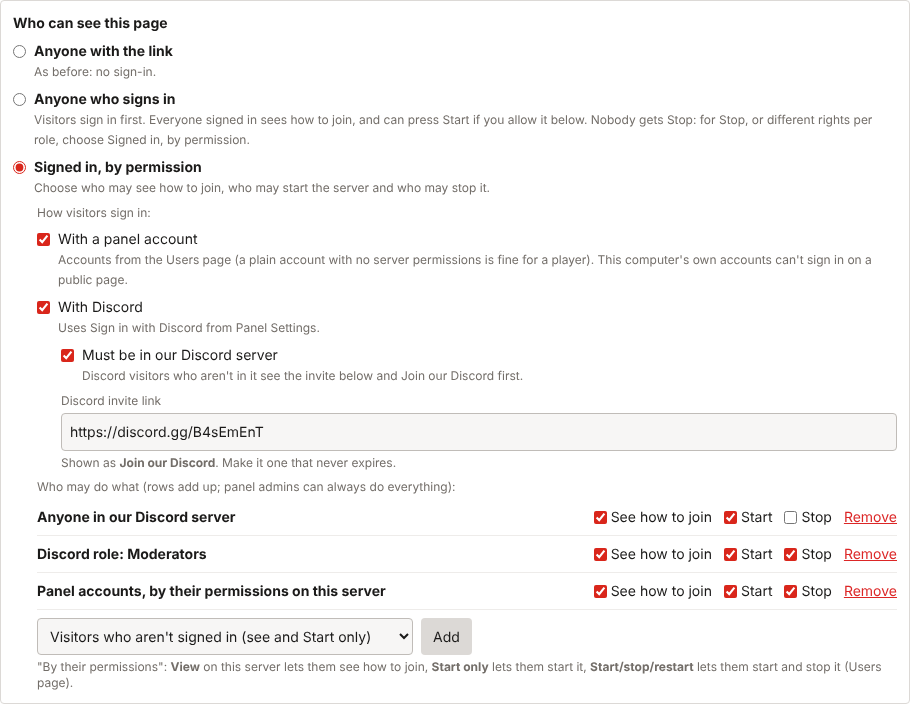 Who can see this page
Anyone with the link
As before: no sign-in.
Anyone who signs in
Visitors sign in first. Everyone signed in sees how to join, and can press Start if you allow it below. Nobody gets Stop: for Stop, or different rights per
role, choose Signed in, by permission.
Signed in, by permission
Choose who may see how to join, who may start the server and who may stop it.
How visitors sign in:
With a panel account
Accounts from the Users page (a plain account with no server permissions is fine for a player). This computer's own accounts can't sign in on a
public page.
With Discord
Uses Sign in with Discord from Panel Settings.
Must be in our Discord server
Discord visitors who aren't in it see the invite below and Join our Discord first.
Discord invite link
https://discord.gg/B4sEmEnT
Shown as Join our Discord. Make it one that never expires.
Who may do what (rows add up; panel admins can always do everything):
Anyone in our Discord server See how to join Start Stop Remove
Discord role: Moderators See how to join Start Stop Remove
Panel accounts, by their permissions on this server See how to join Start Stop Remove
Visitors who aren't signed in (see and Start only) Add
"By their permissions": View on this server lets them see how to join, Start only lets them start it, Start/stop/restart lets them start and stop it (Users
page).